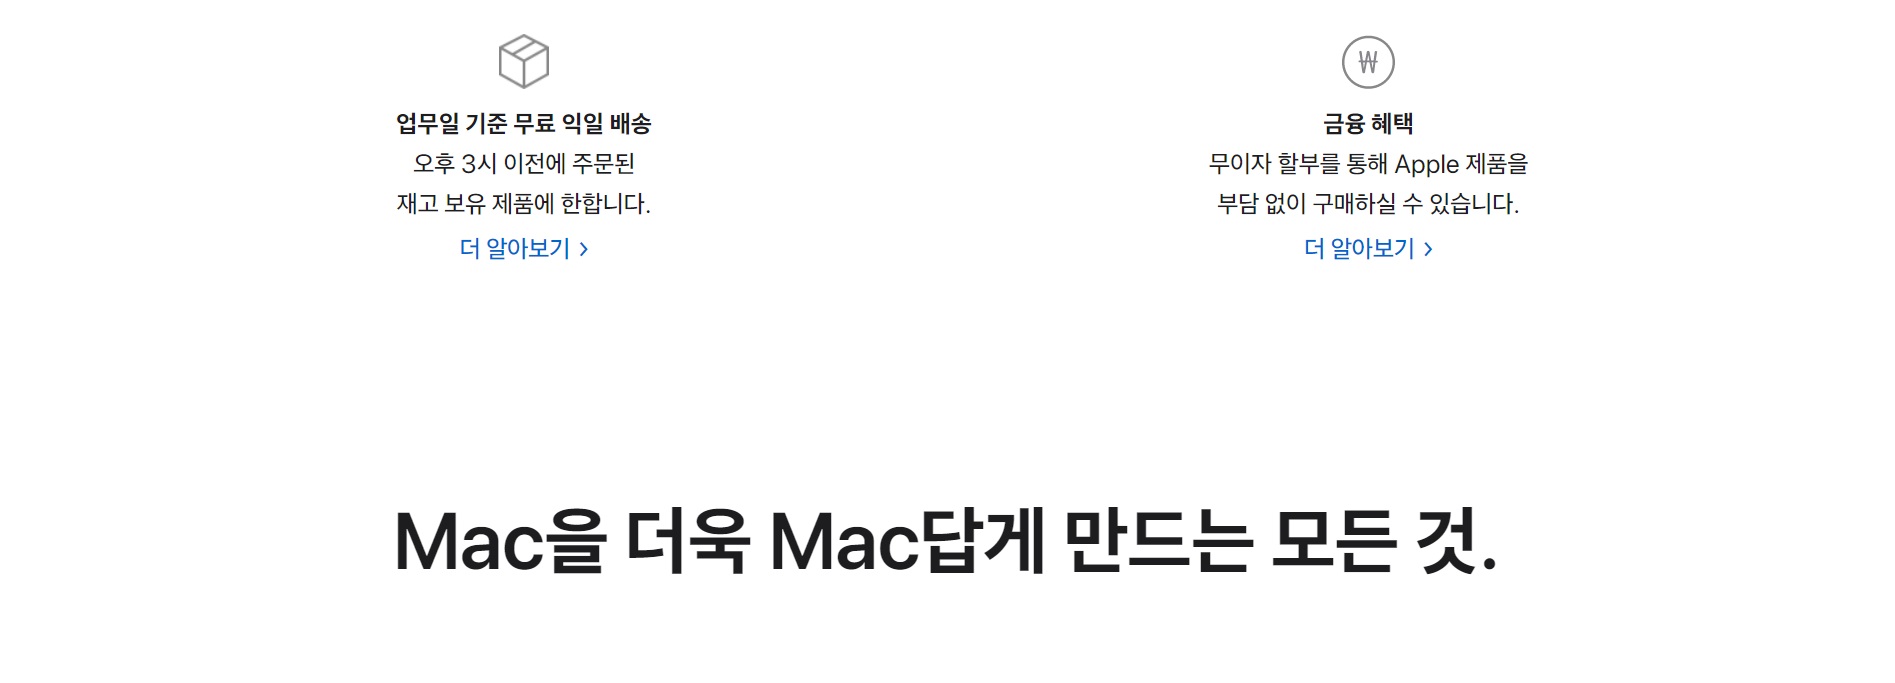 업무일 기준 무료 익일 배송
오후 3시 이전에 주문된
재고 보유 제품에 한합니다.
더 알아보기 >
₩
금융 혜택
무이자 할부를 통해 Apple 제품을
부담 없이 구매하실 수 있습니다.
더 알아보기 >
Mac을 더욱 Mac답게 만드는 모든 것.